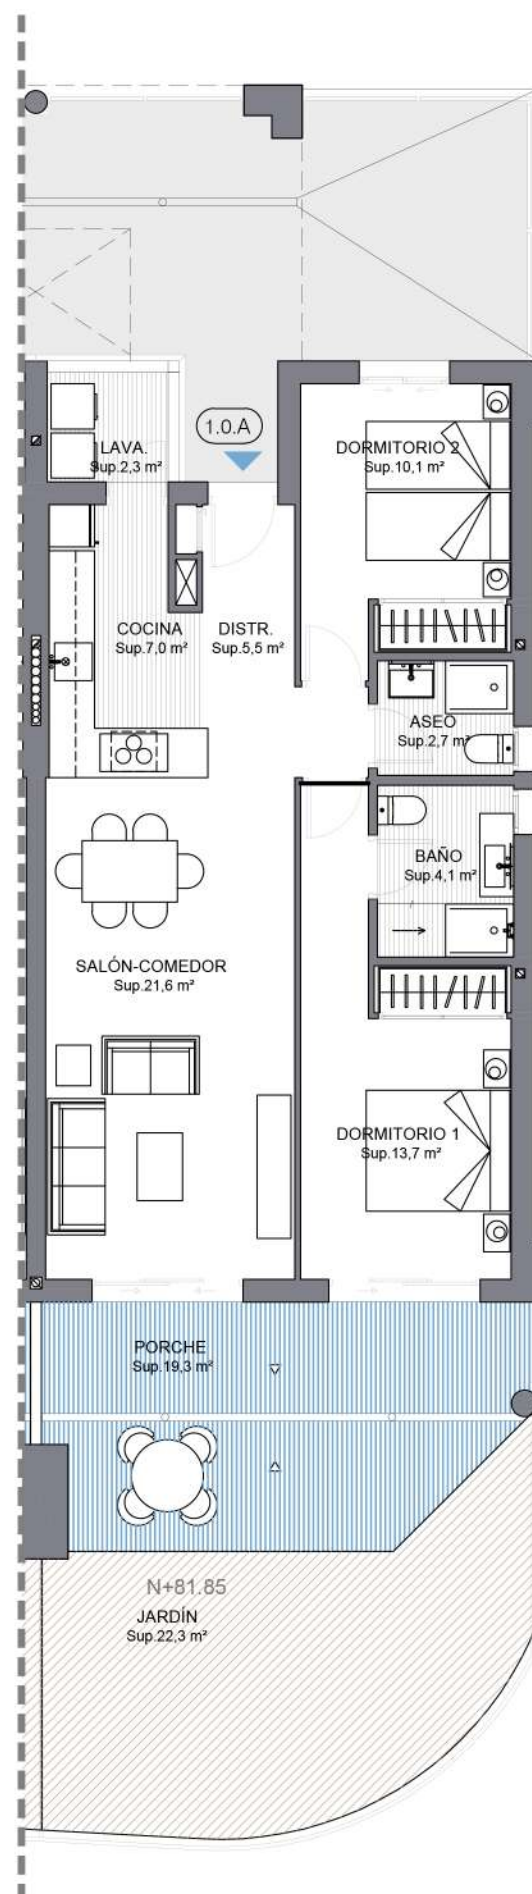 1.0.A
LAVA.
Sup.2,3 m²
DORMITORIO 2
Sup.10,1 m²
COCINA
Sup.7,0 m²
DISTR.
Sup.5,5 m²
ASEO
Sup.2,7 m²
BAÑO
Sup.4,1 m²
SALÓN-COMEDOR
Sup.21,6 m²
DORMITORIO 1
Sup.13,7 m²
PORCHE
Sup.19,3 m²
N+81.85
JARDÍN
Sup.22,3 m²